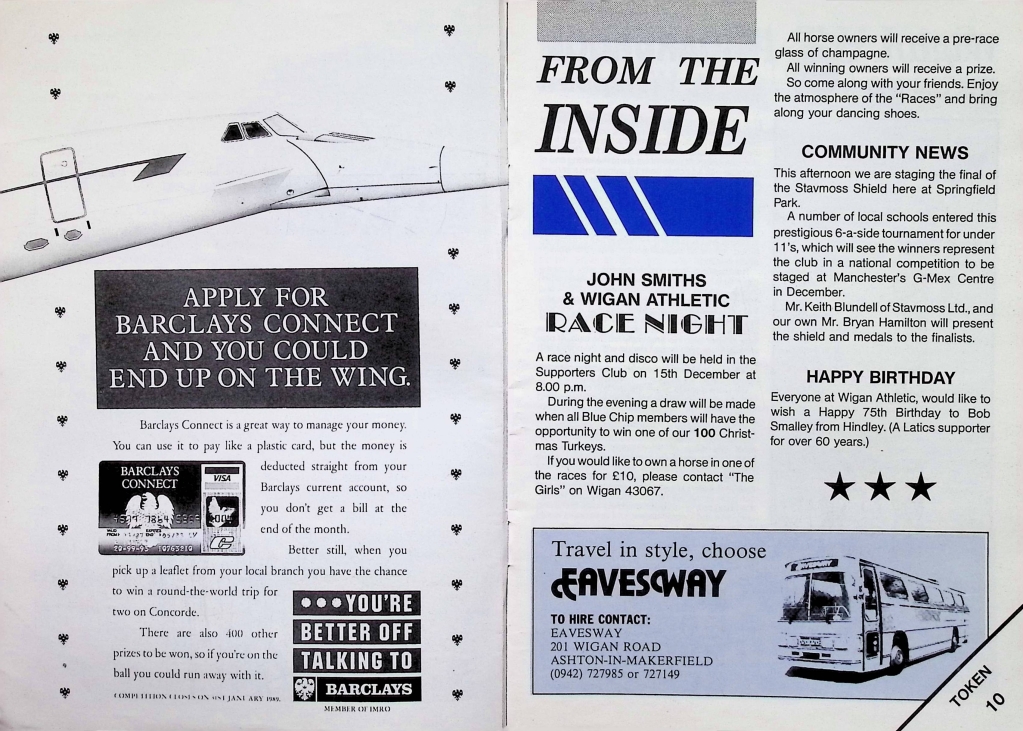 APPLY FOR
BARCLAYS CONNECT
AND YOU COULD
END UP ON THE WING.
Barclays Connect is a great way to manage your money.
You can use it to pay like a plastic card, but the money is
deducted straight from your
Barclays current account, so
you don't get a bill at the
end of the month.
Better still, when you
pick up a leaflet from your local branch you have the chance
to win a round-the-world trip for
two on Concorde.
There are also 400 other
prizes to be won, so if you're on the
ball you could run away with it.
COMPETITION CLOSES ON 31ST JANUARY 1989.
BARCLAYS
CONNECT
VISA
20-99-93 10763210
•••YOU'RE
BETTER OFF
TALKING TO
BARCLAYS
MEMBER OF IMRO
FROM THE
INSIDE
JOHN SMITHS
& WIGAN ATHLETIC
RACE NIGHT
A race night and disco will be held in the
Supporters Club on 15th December at
8.00 p.m.
During the evening a draw will be made
when all Blue Chip members will have the
opportunity to win one of our 100 Christ-
mas Turkeys.
If you would like to own a horse in one of
the races for £10, please contact "The
Girls" on Wigan 43067.
All horse owners will receive a pre-race
glass of champagne.
All winning owners will receive a prize.
So come along with your friends. Enjoy
the atmosphere of the "Races" and bring
along your dancing shoes.
COMMUNITY NEWS
This afternoon we are staging the final of
the Stavmoss Shield here at Springfield
Park.
A number of local schools entered this
prestigious 6-a-side tournament for under
11's, which will see the winners represent
the club in a national competition to be
staged at Manchester's G-Mex Centre
in December.
Mr. Keith Blundell of Stavmoss Ltd., and
our own Mr. Bryan Hamilton will present
the shield and medals to the finalists.
HAPPY BIRTHDAY
Everyone at Wigan Athletic, would like to
wish a Happy 75th Birthday to Bob
Smalley from Hindley. (A Latics supporter
for over 60 years.)
Travel in style, choose
EAVESWAY
TO HIRE CONTACT:
EAVESWAY
201 WIGAN ROAD
ASHTON-IN-MAKERFIELD
(0942) 727985 or 727149
TOKEN
10